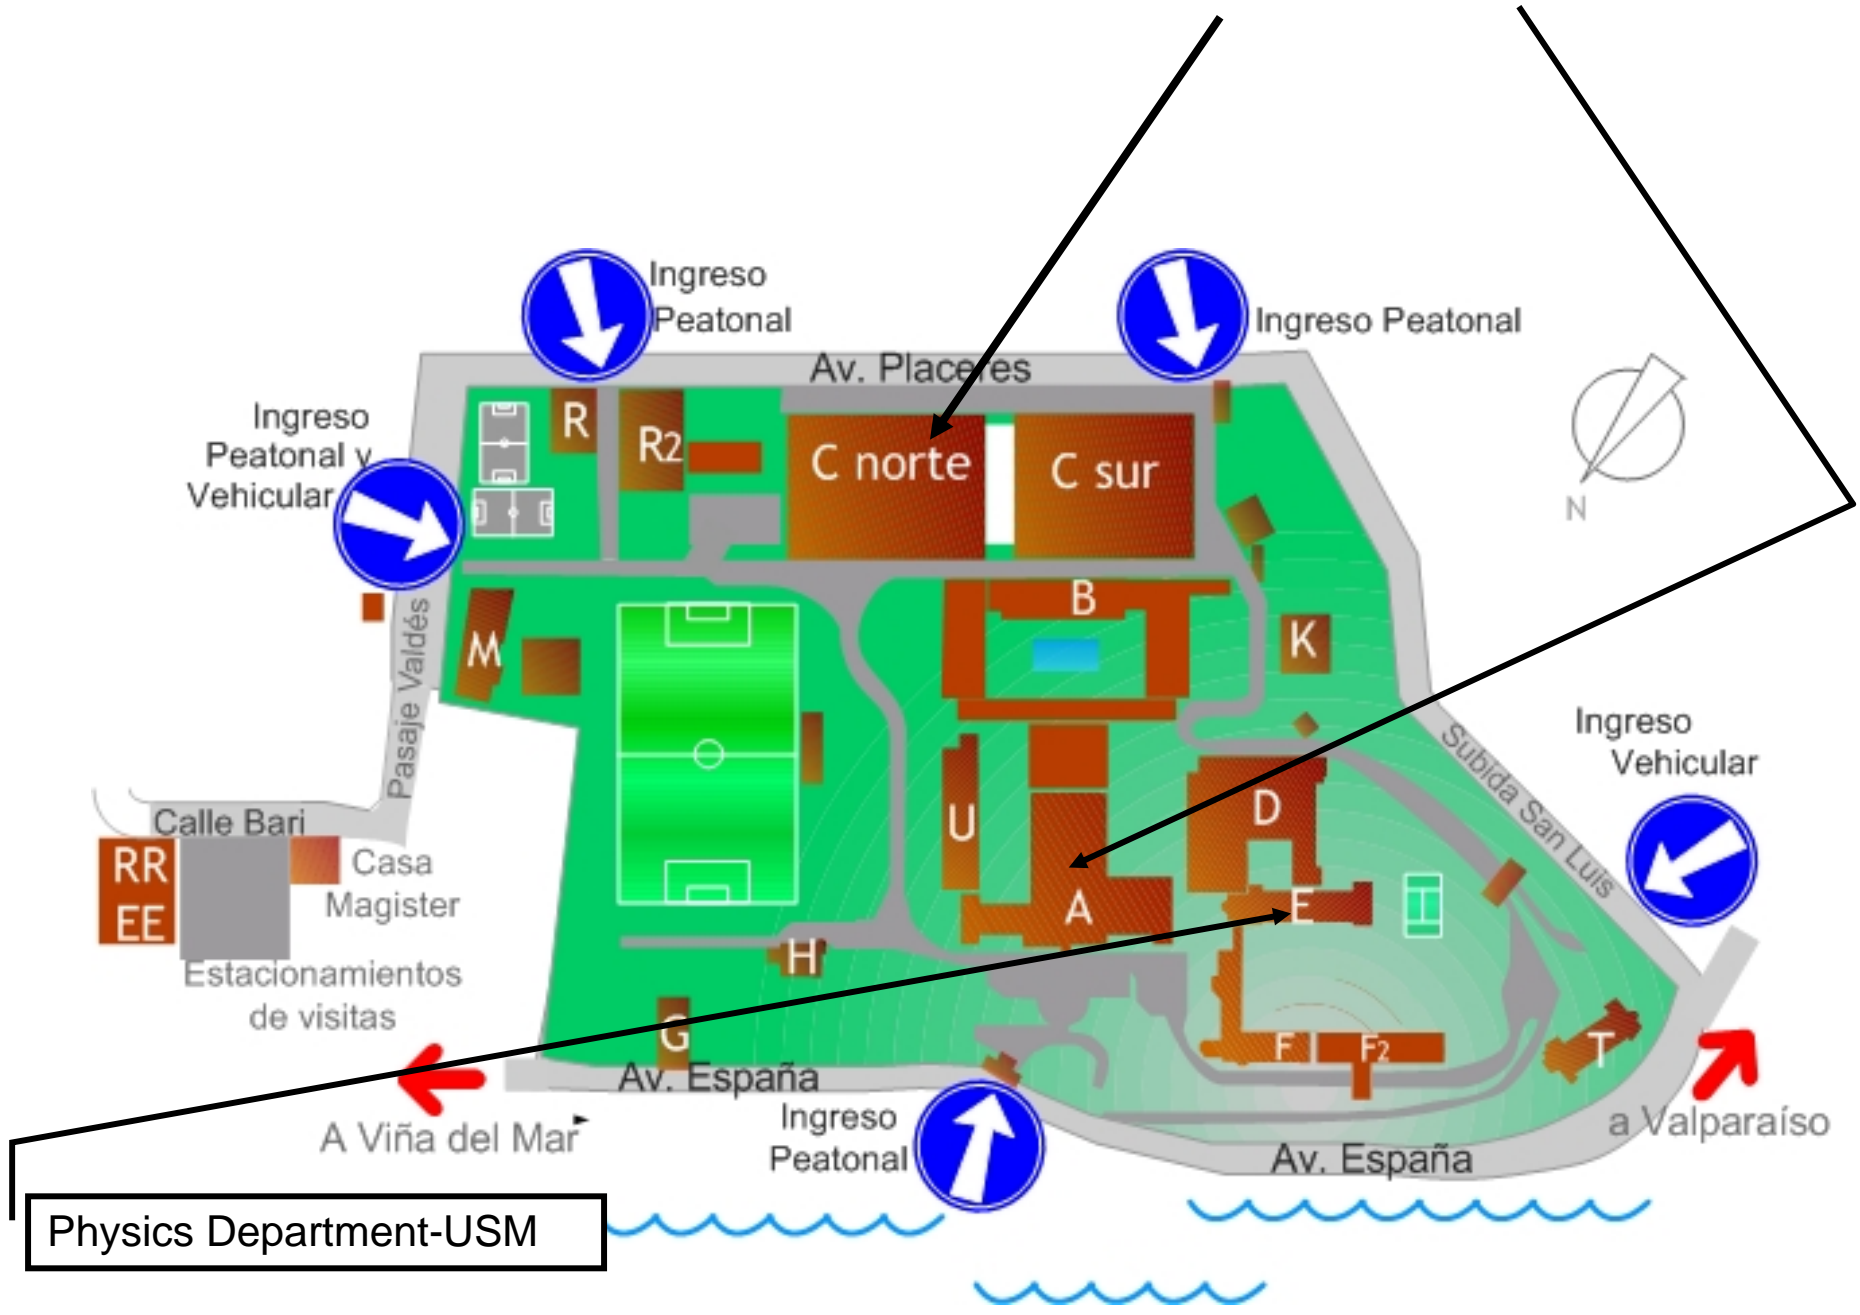 Ingreso
Peatonal
Ingreso Peatonal
Av. Placeres
Ingreso
Peatonal y
Vehicular
R
R2
C norte
C sur
N
B
K
M
Pasaje Valdés
Ingreso
Vehicular
Subida San Luis
U
D
Calle Bari
RR
EE
Casa
Magister
A
E
H
Estacionamientos
de visitas
G
F
F2
T
Av. España
A Viña del Mar
Ingreso
Peatonal
a Valparaíso
Av. España
Physics Department-USM